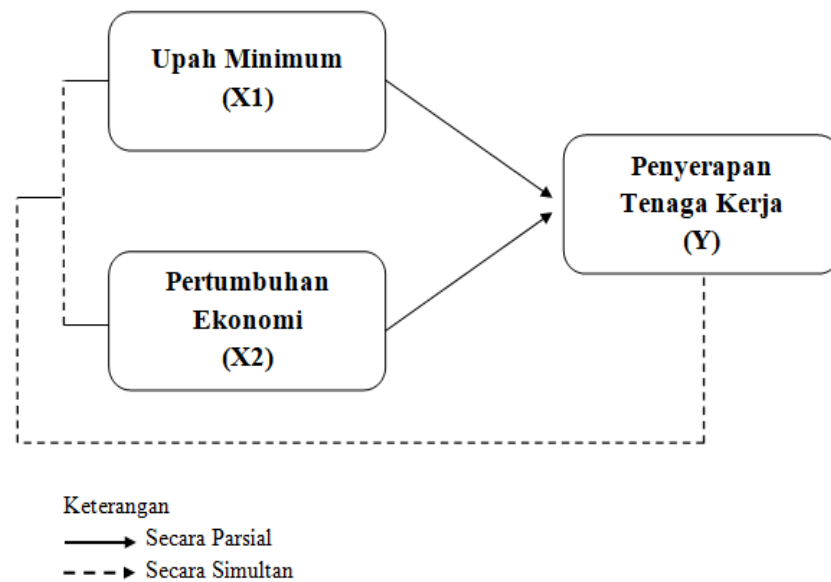 Upah Minimum
(X1)
Penyerapan
Tenaga Kerja
(Y)
Pertumbuhan
Ekonomi
(X2)
Keterangan
Secara Parsial
Secara Simultan